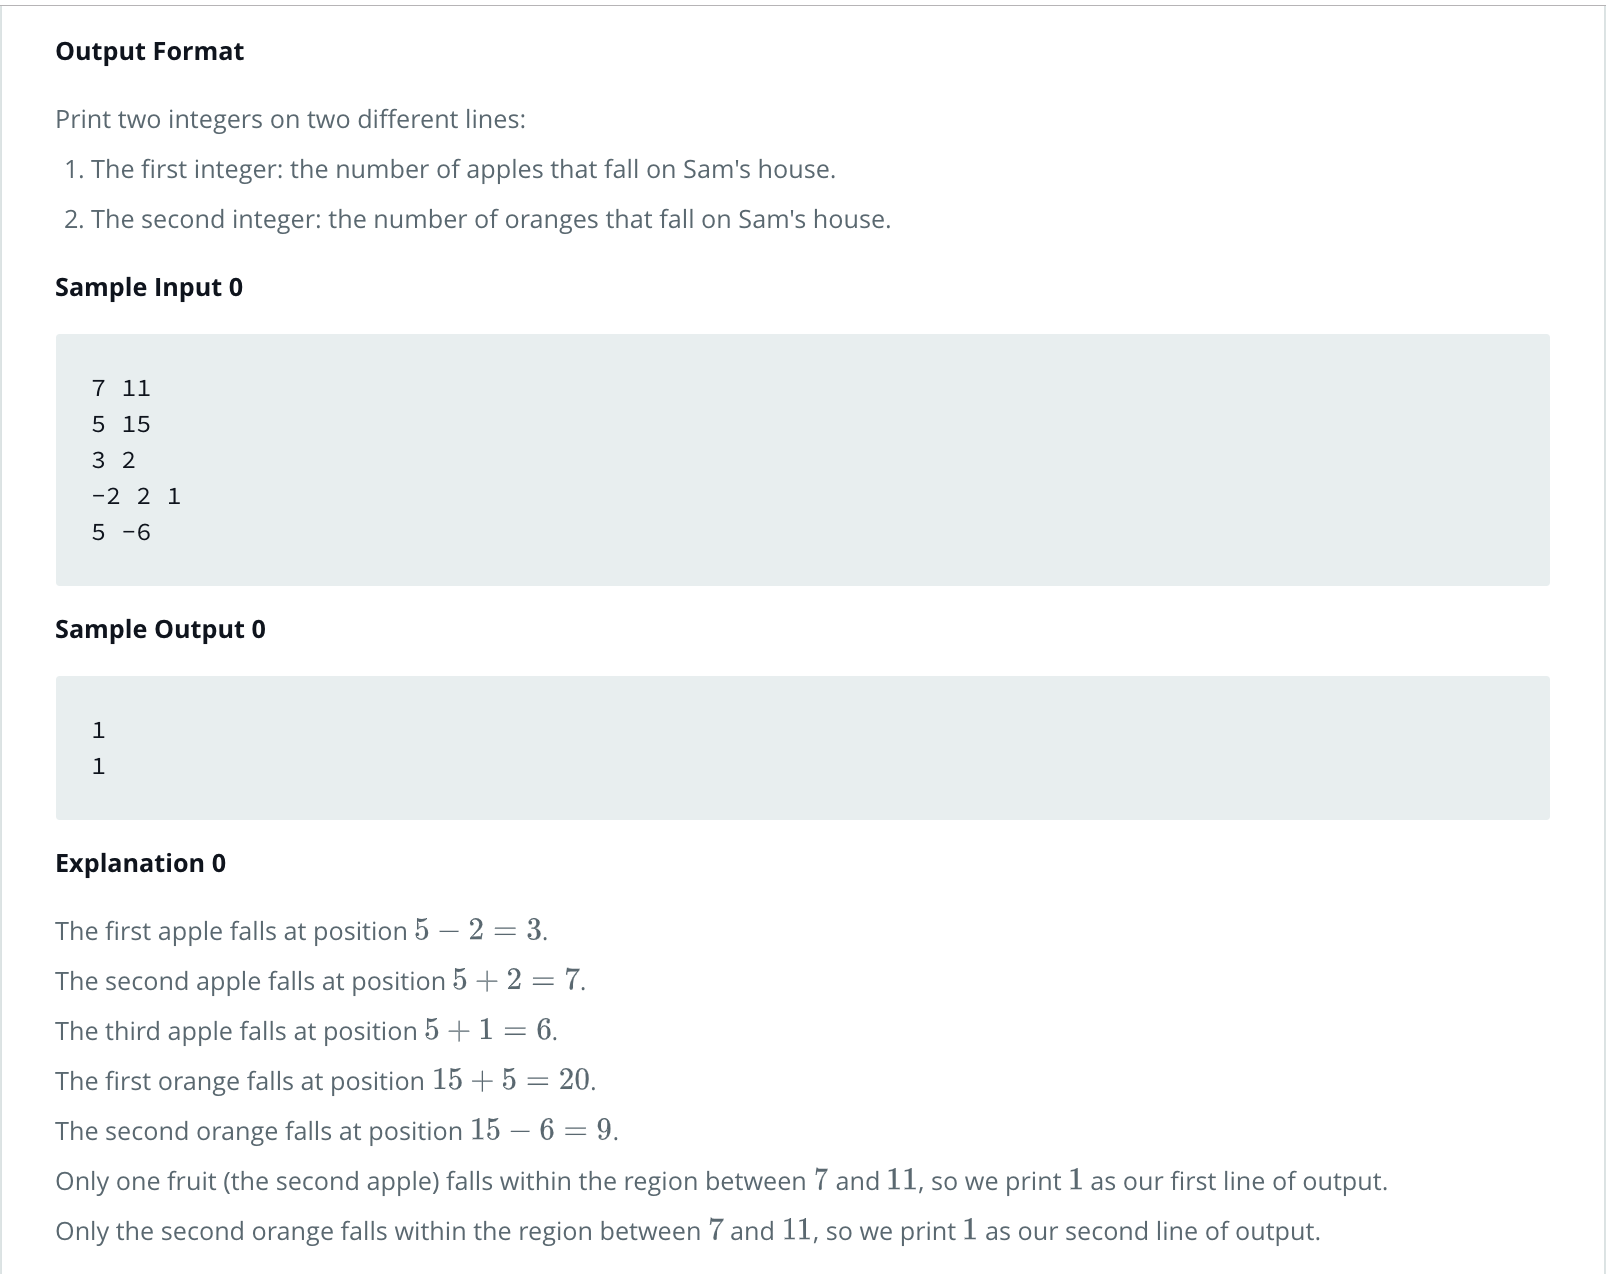 Output Format
Print two integers on two different lines:
1. The first integer: the number of apples that fall on Sam's house.
2. The second integer: the number of oranges that fall on Sam's house.
Sample Input 0
7 11
5 15
3 2
-2 2 1
5 -6
Sample Output 0
1
1
Explanation 0
The first apple falls at position 5 − 2 = 3.
The second apple falls at position 5 + 2 = 7.
The third apple falls at position 5 + 1 = 6.
The first orange falls at position 15 + 5 = 20.
The second orange falls at position 15 − 6 = 9.
Only one fruit (the second apple) falls within the region between 7 and 11, so we print 1 as our first line of output.
Only the second orange falls within the region between 7 and 11, so we print 1 as our second line of output.